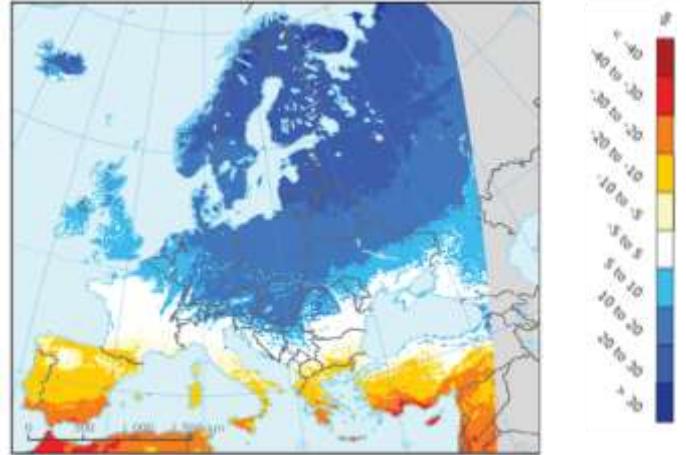 %
< -40
-40 to -30
-30 to -20
-20 to -10
-10 to -5
-5 to 5
5 to 10
10 to 20
20 to 30
> 30
0 500 1 000 1 500 km